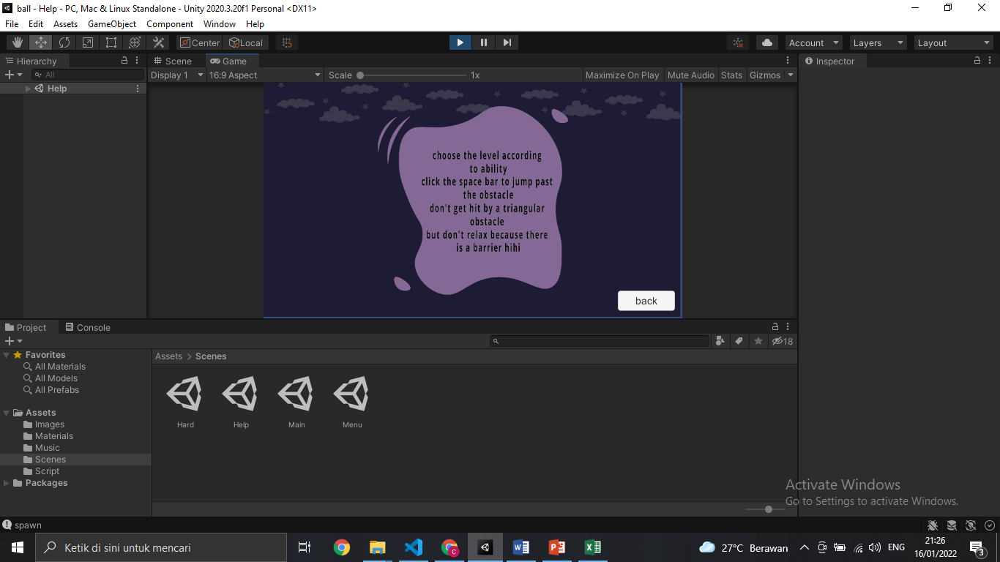 ball - Help - PC, Mac & Linux Standalone - Unity 2020.3.20f1 Personal <DX11>
File Edit Assets GameObject Component Window Help
Center Local Account Layers Layout
Hierarchy Scene Game Inspector
All Display 1 16:9 Aspect Scale 1x Maximize On Play Mute Audio Stats Gizmos
Help
choose the level according
to ability
click the space bar to jump past
the obstacle
don't get hit by a triangular
obstacle
but don't relax because there
is a barrier hihi
back
Project Console
18
Favorites
All Materials
All Models
All Prefabs
Assets
Images
Materials
Music
Scenes
Script
Packages
Assets > Scenes
Hard Help Main Menu
Activate Windows
Go to Settings to activate Windows.
spawn
Ketik di sini untuk mencari
27°C Berawan
ENG
21:26
16/01/2022
3